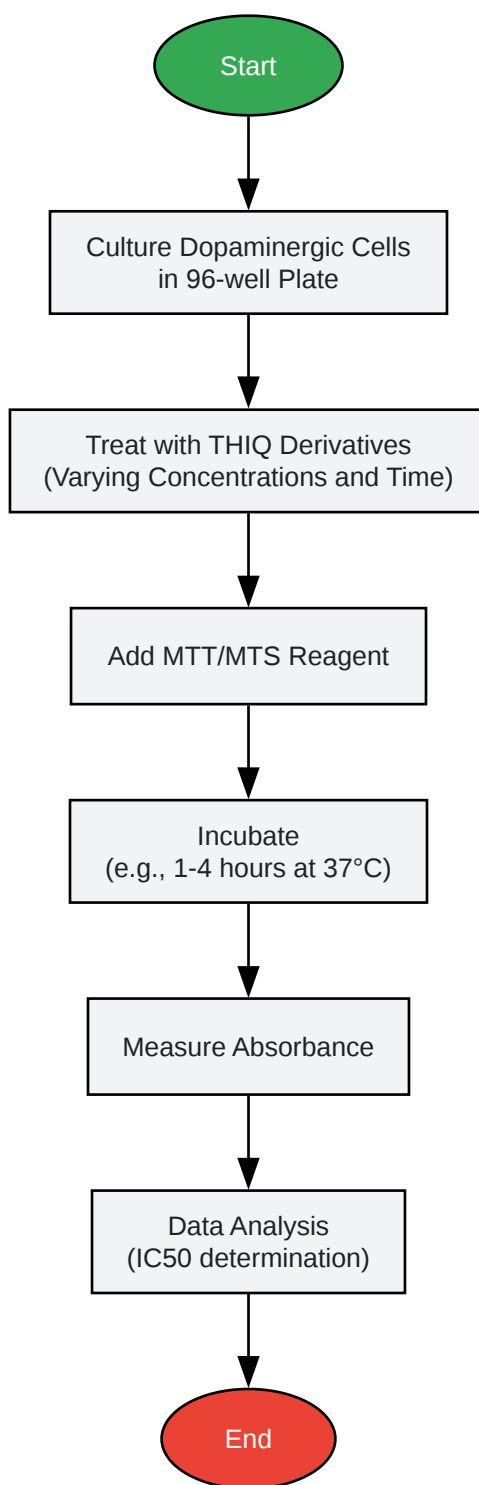 Start
Culture Dopaminergic Cells
in 96-well Plate
Treat with THIQ Derivatives
(Varying Concentrations and Time)
Add MTT/MTS Reagent
Incubate
(e.g., 1-4 hours at 37°C)
Measure Absorbance
Data Analysis
(IC50 determination)
End